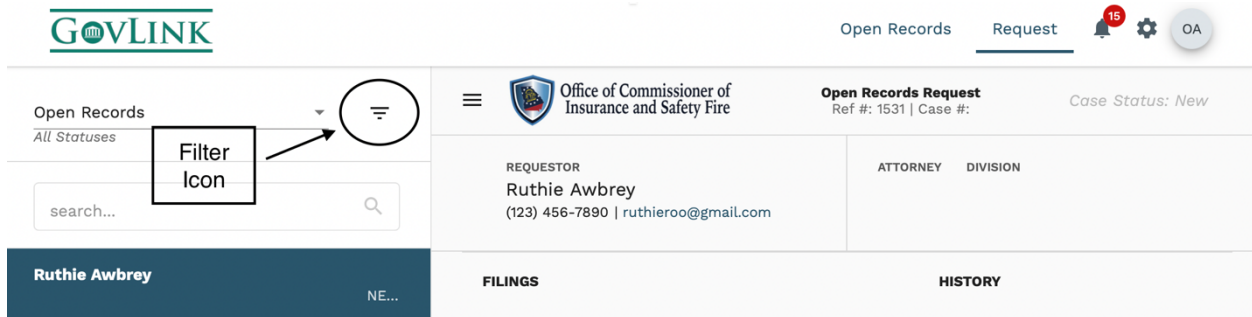 GOVLINK
Open Records
Request
15
OA
Open Records
All Statuses
Filter
Icon
search...
Ruthie Awbrey
NE...
Office of Commissioner of
Insurance and Safety Fire
Open Records Request
Ref #: 1531 | Case #:
Case Status: New
REQUESTOR
Ruthie Awbrey
(123) 456-7890 | ruthieroo@gmail.com
ATTORNEY
DIVISION
FILINGS
HISTORY